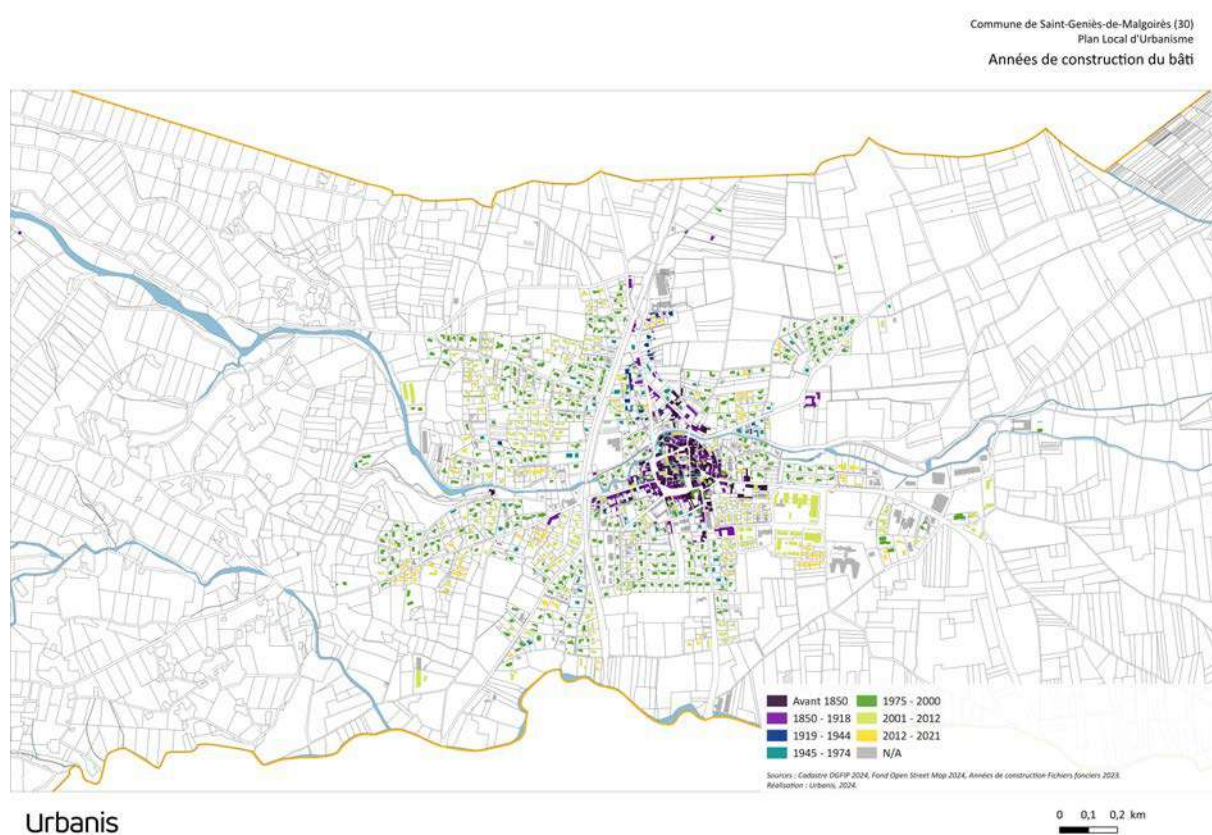 Commune de Saint-Geniès-de-Malgoirès (30)
Plan Local d'Urbanisme
Années de construction du bâti
Avant 1850
1850 - 1918
1919 - 1944
1945 - 1974
1975 - 2000
2001 - 2012
2012 - 2021
N/A
Sources : Cadastre DGFIP 2024, Fond Open Street Map 2024, Années de construction-Fichiers fonciers 2023.
Réalisation : Urbanis, 2024.
Urbanis
0 0,1 0,2 km